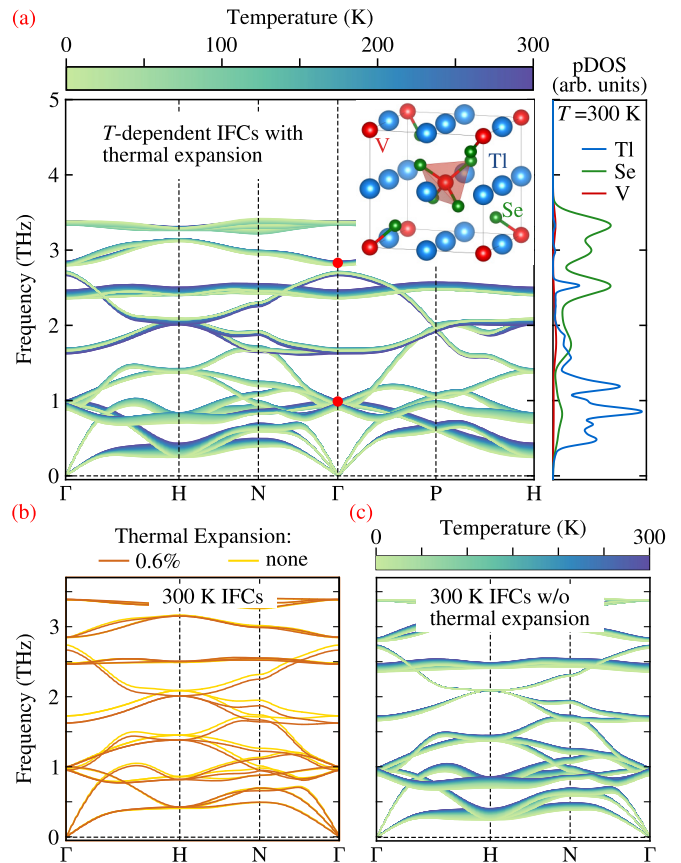 (a)
Temperature (K)
0 100 200 300
pDOS
(arb. units)
5
4
3
2
1
0
Frequency (THz)
T-dependent IFCs with
thermal expansion
V
Tl
Se
T = 300 K
Tl
Se
V
Γ H N Γ P H
(b)
Thermal Expansion:
0.6% none
300 K IFCs
3
2
1
0
Frequency (THz)
Γ H N Γ
(c)
Temperature (K)
0 300
300 K IFCs w/o
thermal expansion
Γ H N Γ